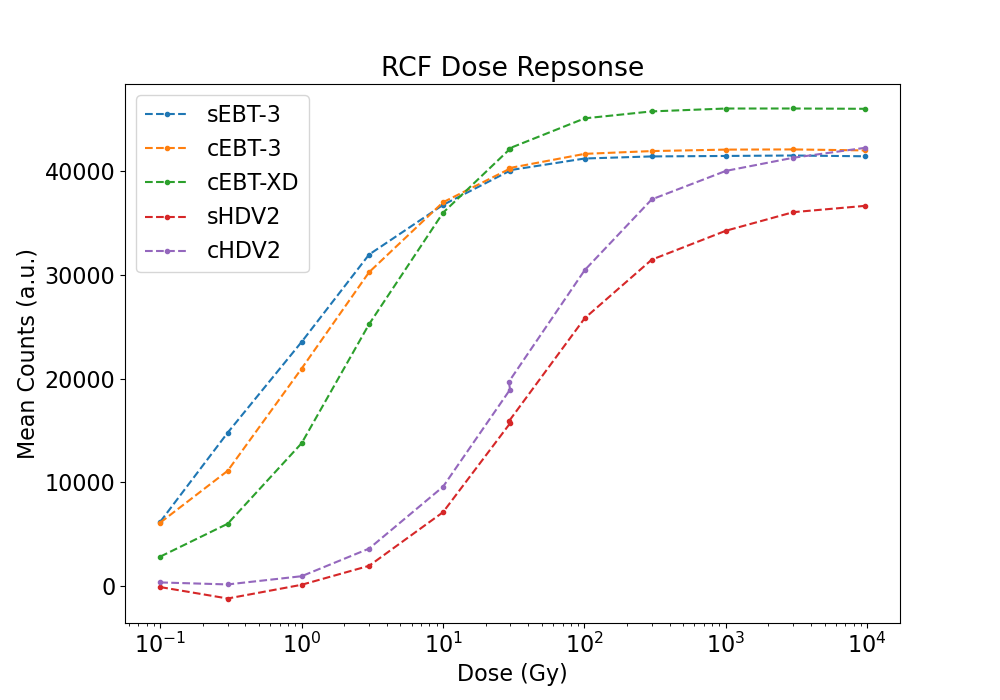 RCF Dose Repsonse
sEBT-3
cEBT-3
cEBT-XD
sHDV2
cHDV2
Mean Counts (a.u.)
40000
30000
20000
10000
0
10⁻¹ 10⁰ 10¹ 10² 10³ 10⁴
Dose (Gy)